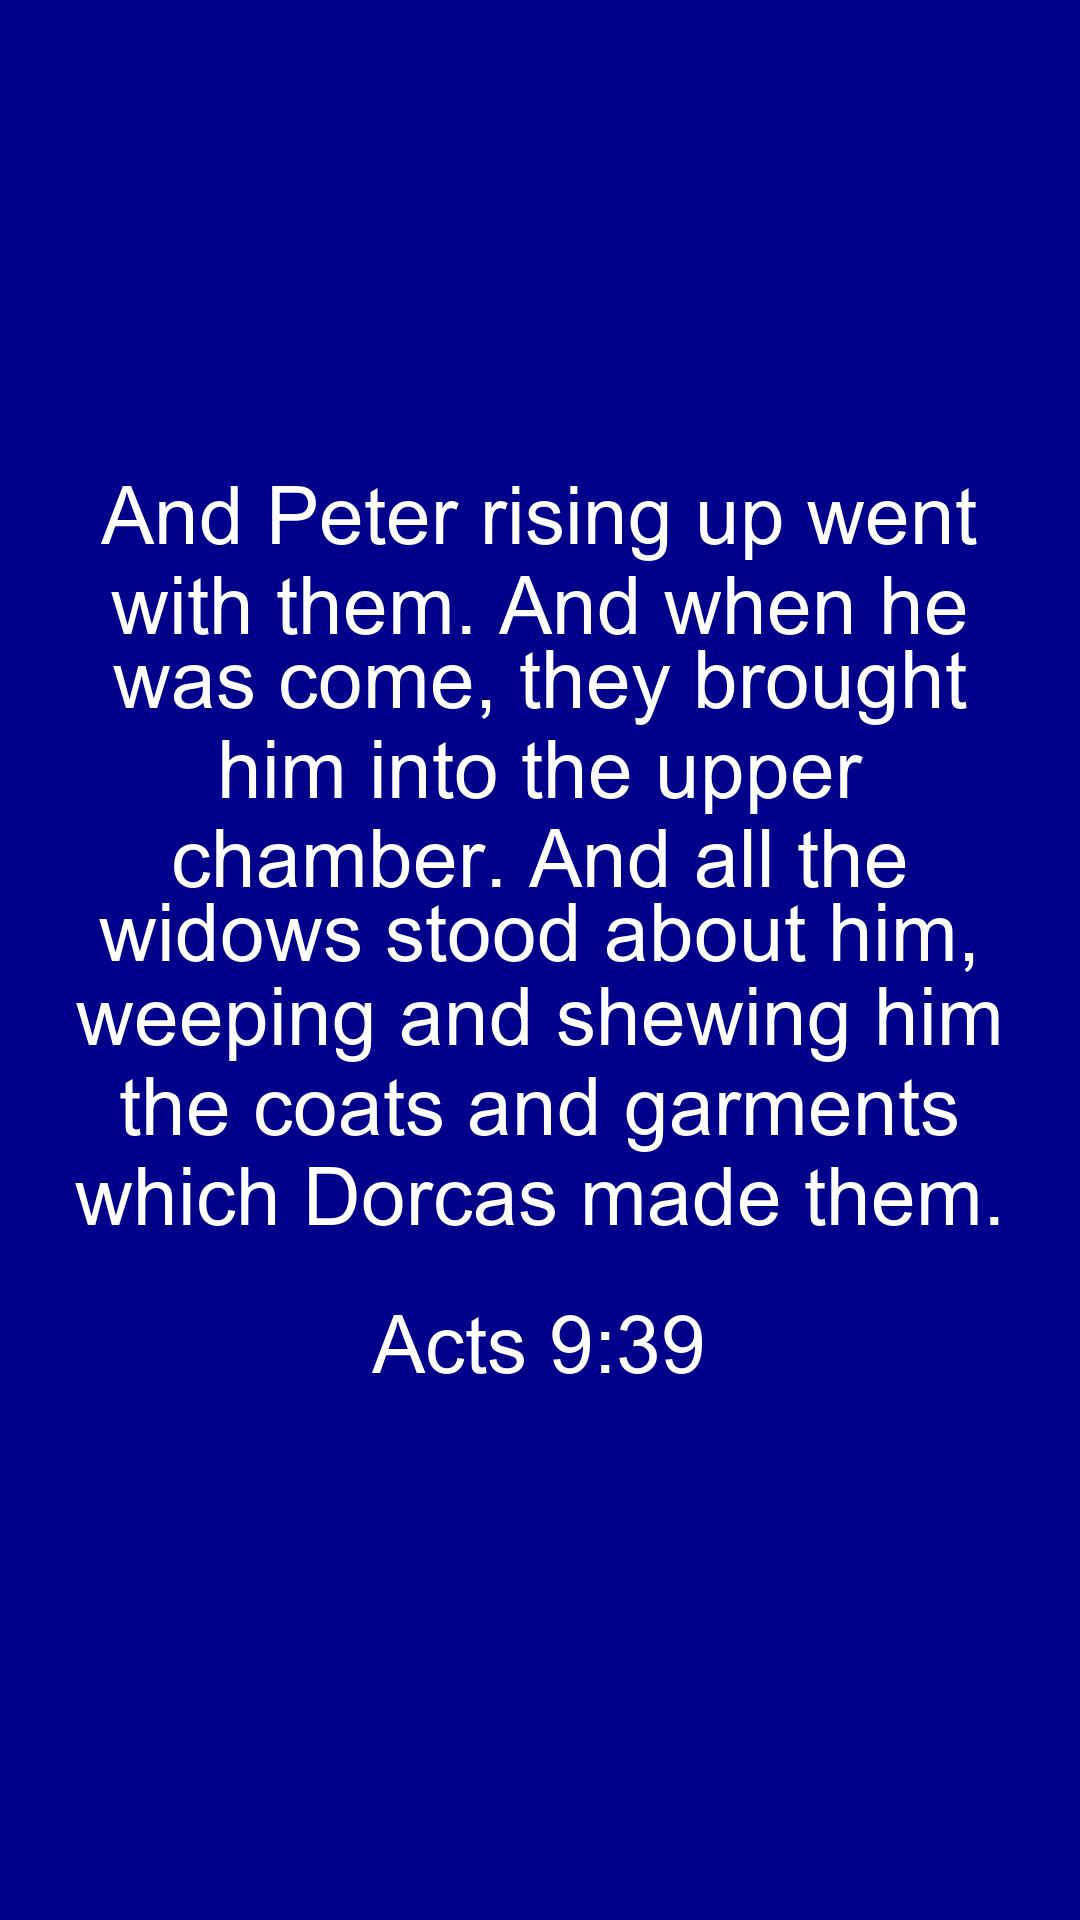 And Peter rising up went
with them. And when he
was come, they brought
him into the upper
chamber. And all the
widows stood about him,
weeping and shewing him
the coats and garments
which Dorcas made them.
Acts 9:39